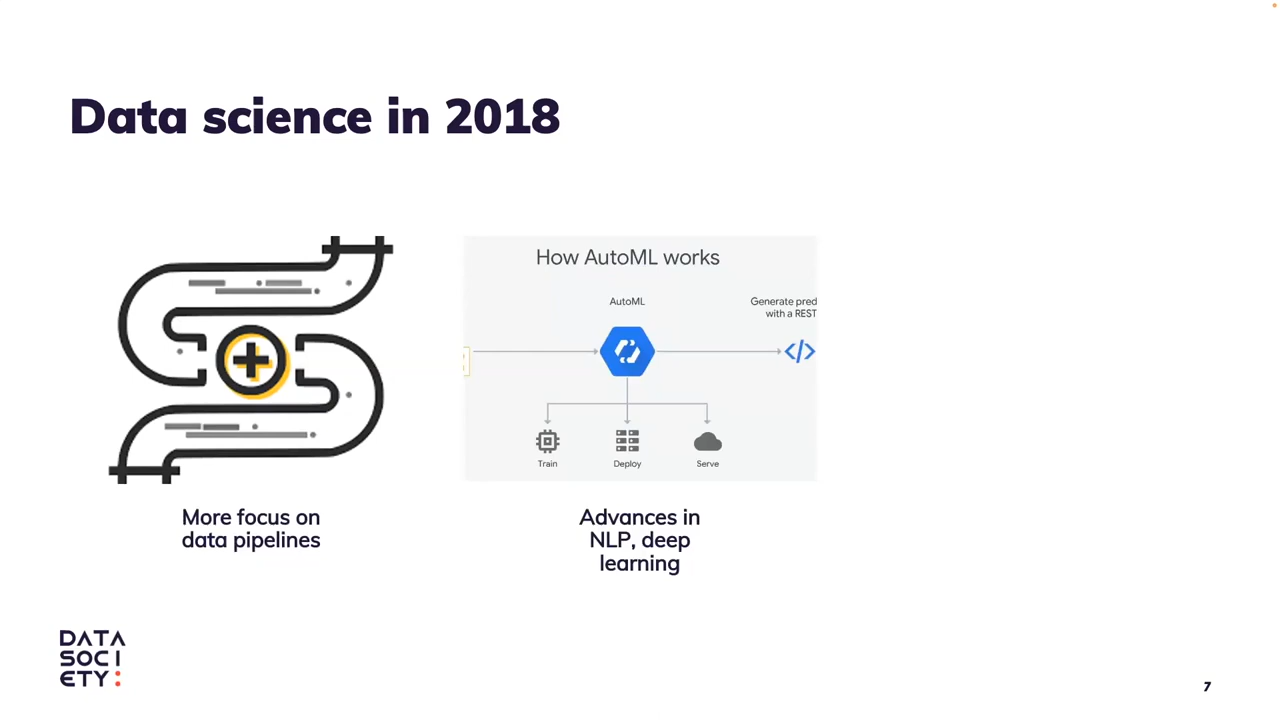 Data science in 2018
How AutoML works
AutoML
Generate pred
with a REST
Train
Deploy
Serve
More focus on
data pipelines
Advances in
NLP, deep
learning
DATA
SOCI
ETY:
7